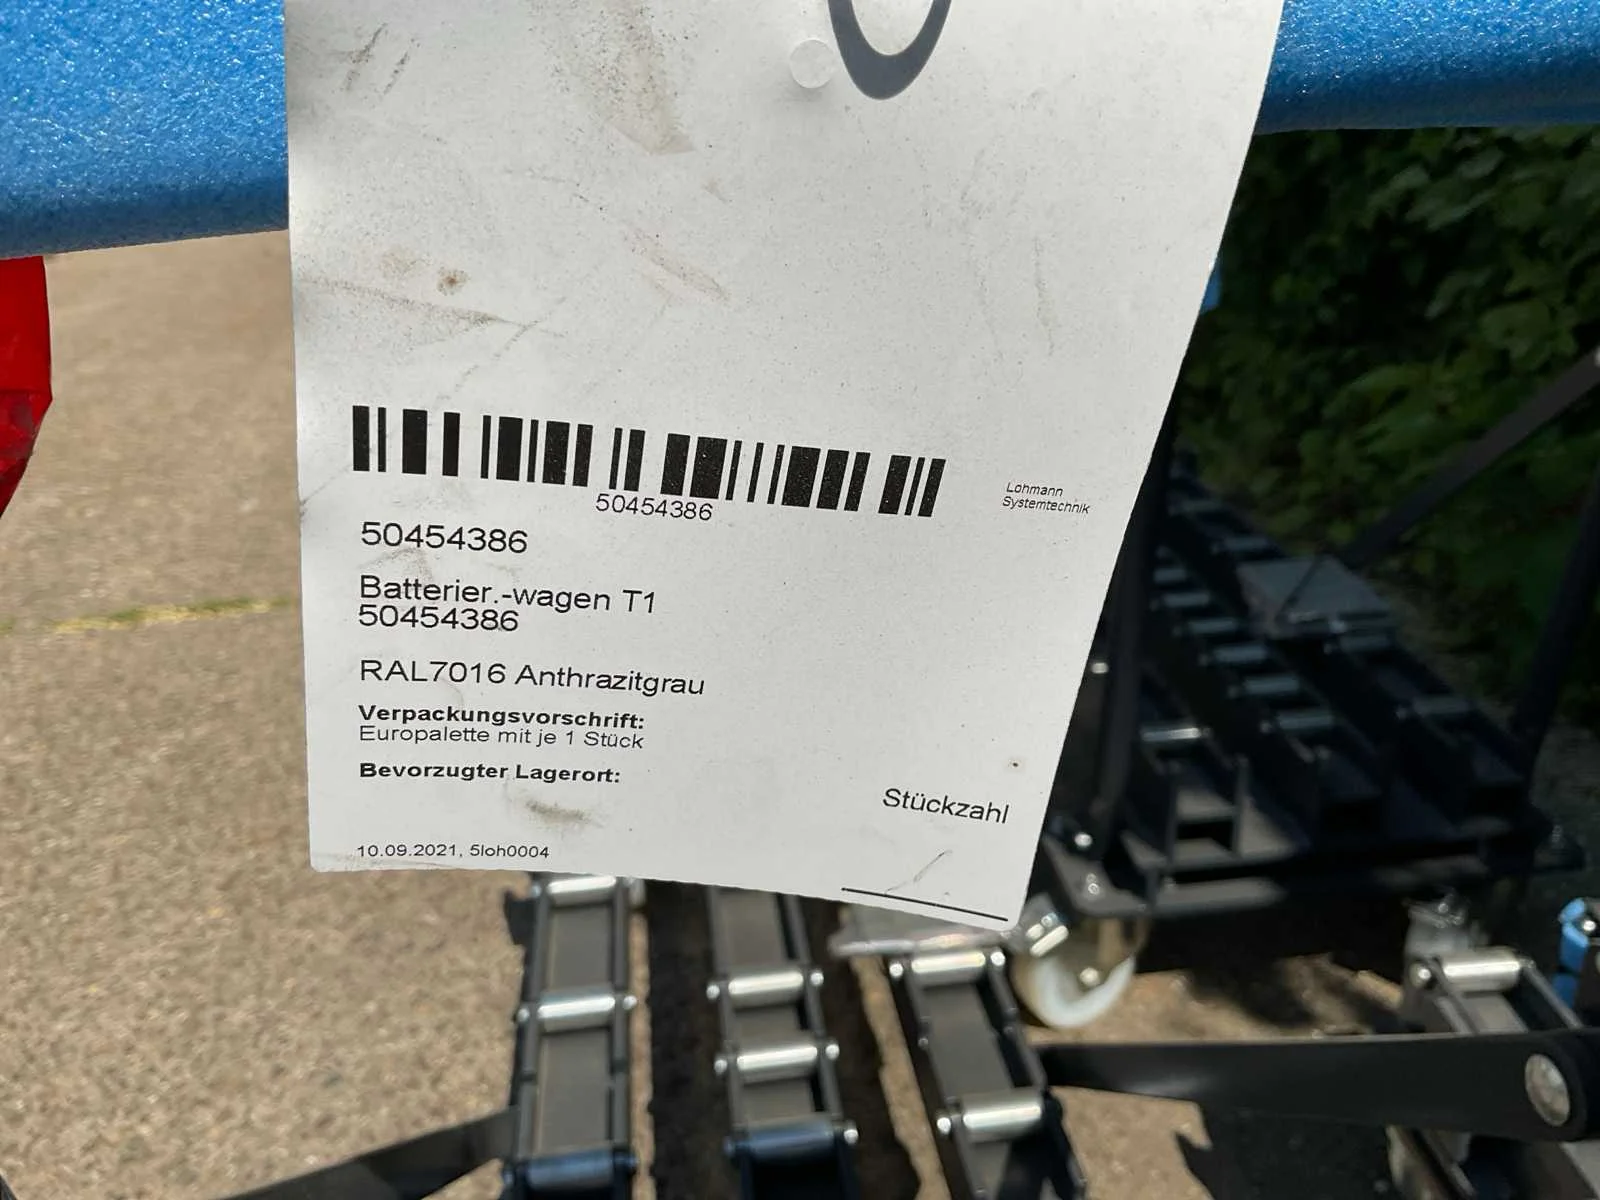 50454386
Lohmann
Systemtechnik
50454386
Batterier.-wagen T1
50454386
RAL7016 Anthrazitgrau
Verpackungsvorschrift:
Europalette mit je 1 Stück
Bevorzugter Lagerort:
Stückzahl
10.09.2021, 5loh0004